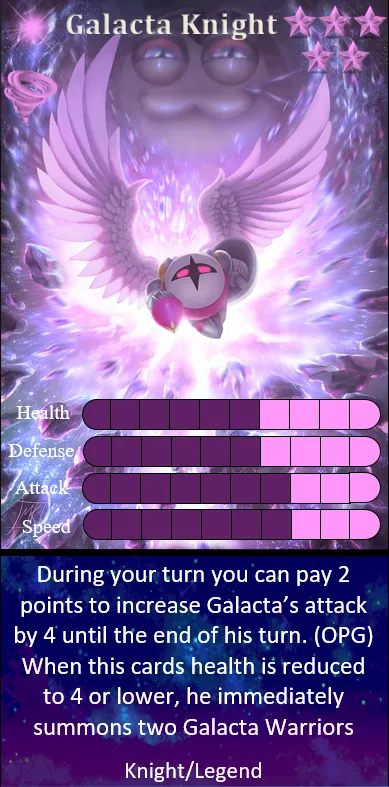 Galacta Knight
Health
Defense
Attack
Speed
During your turn you can pay 2
points to increase Galacta’s attack
by 4 until the end of his turn. (OPG)
When this cards health is reduced
to 4 or lower, he immediately
summons two Galacta Warriors
Knight/Legend